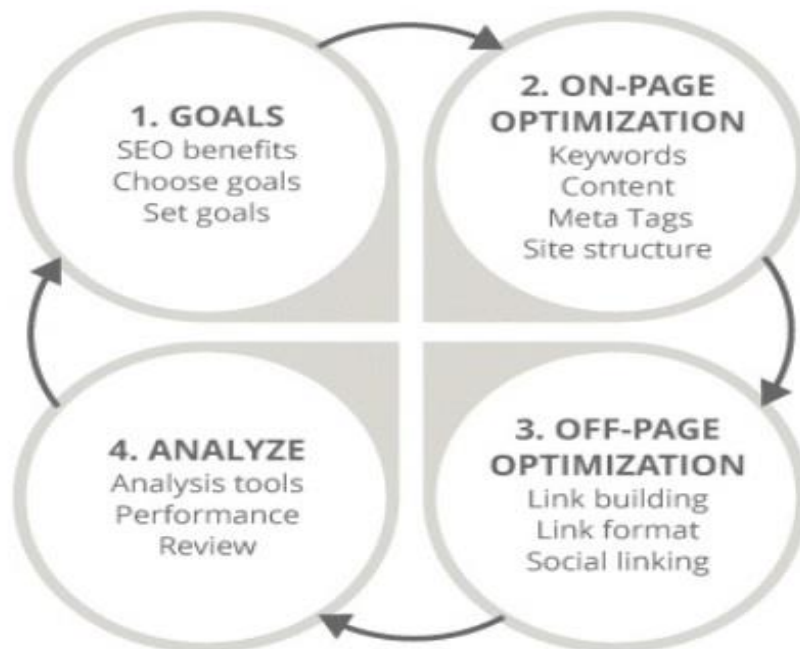 1. GOALS
SEO benefits
Choose goals
Set goals
2. ON-PAGE
OPTIMIZATION
Keywords
Content
Meta Tags
Site structure
3. OFF-PAGE
OPTIMIZATION
Link building
Link format
Social linking
4. ANALYZE
Analysis tools
Performance
Review